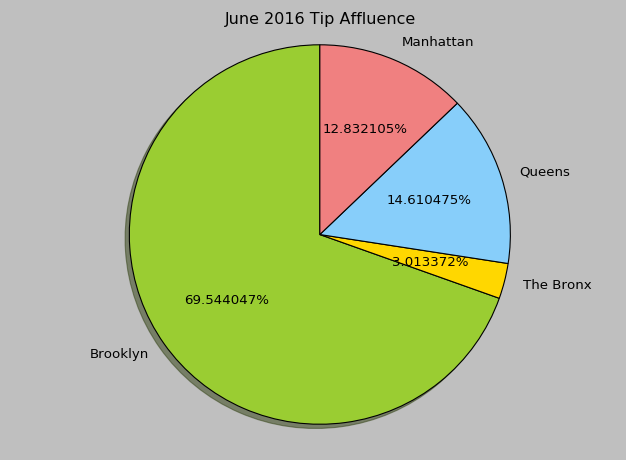 June 2016 Tip Affluence
Manhattan
12.832105%
Queens
14.610475%
3.013372%
The Bronx
69.544047%
Brooklyn